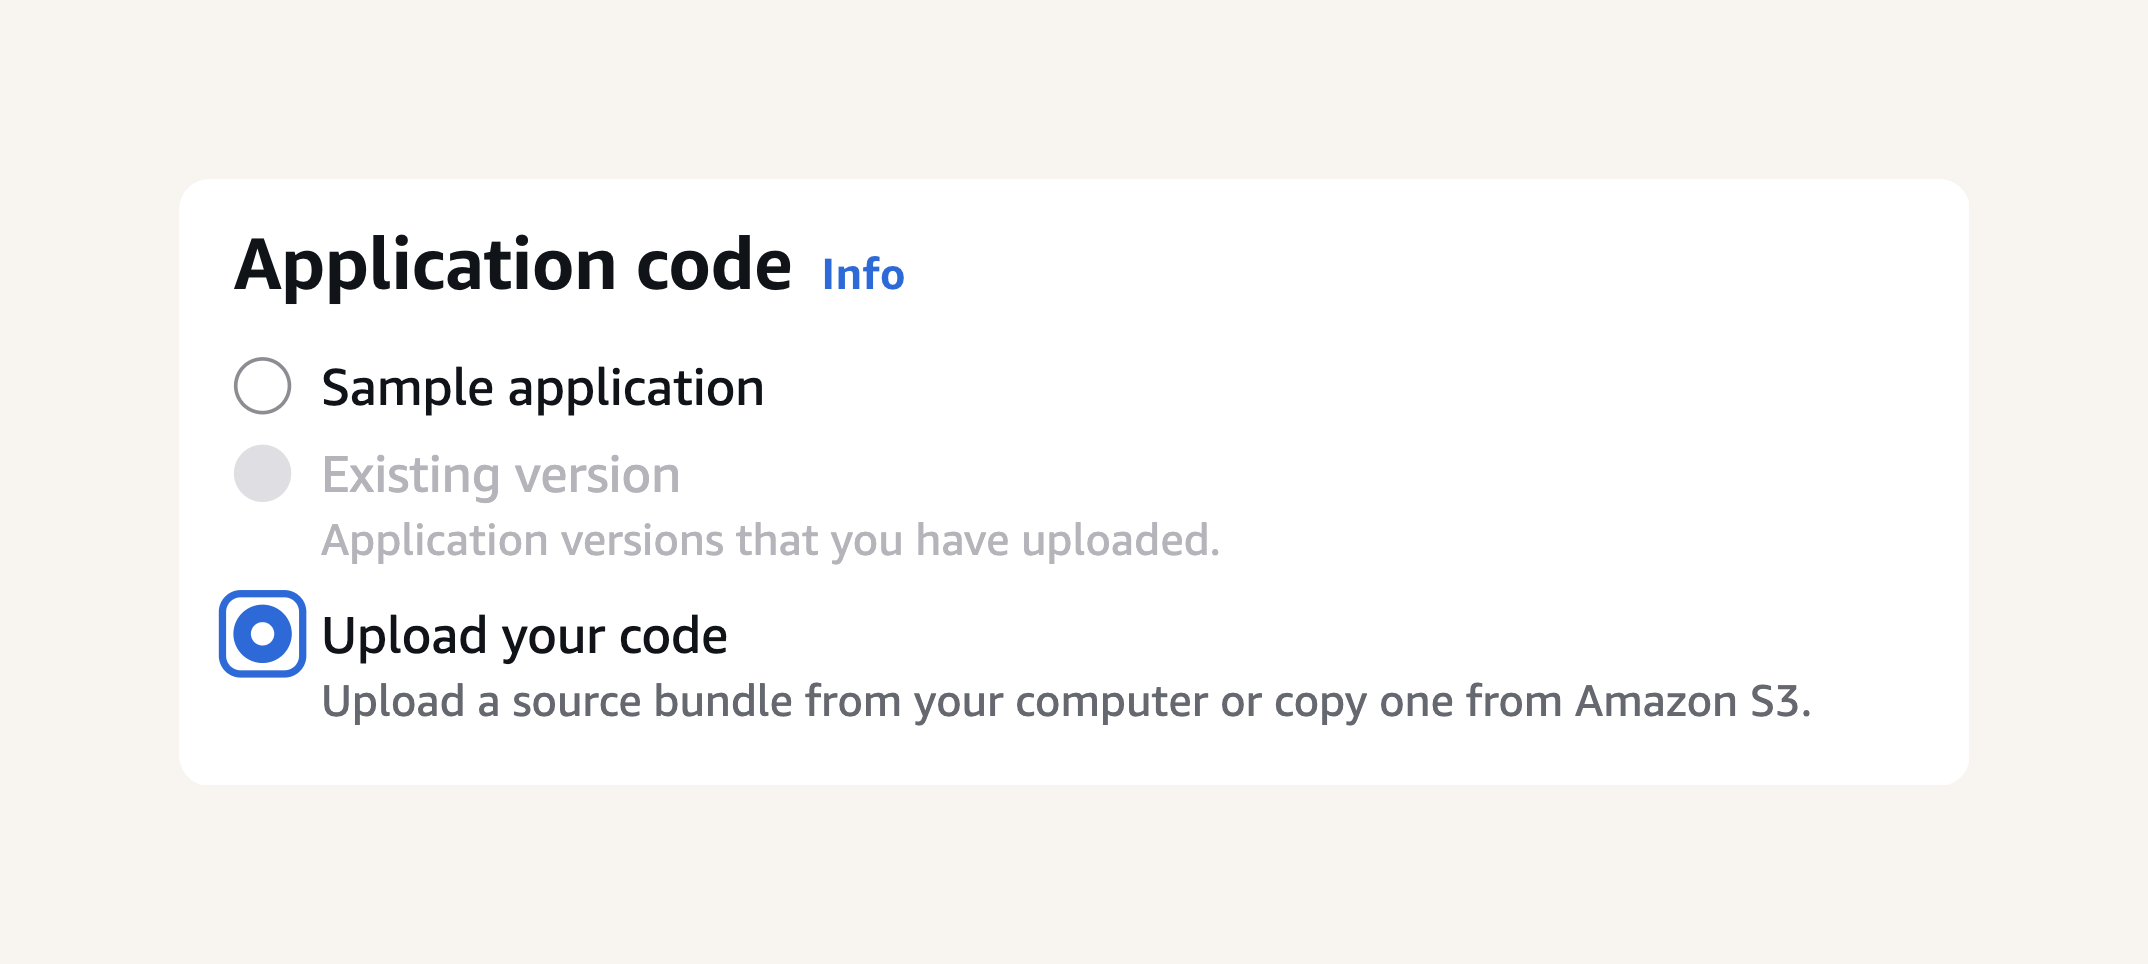 Application code Info
Sample application
Existing version
Application versions that you have uploaded.
Upload your code
Upload a source bundle from your computer or copy one from Amazon S3.